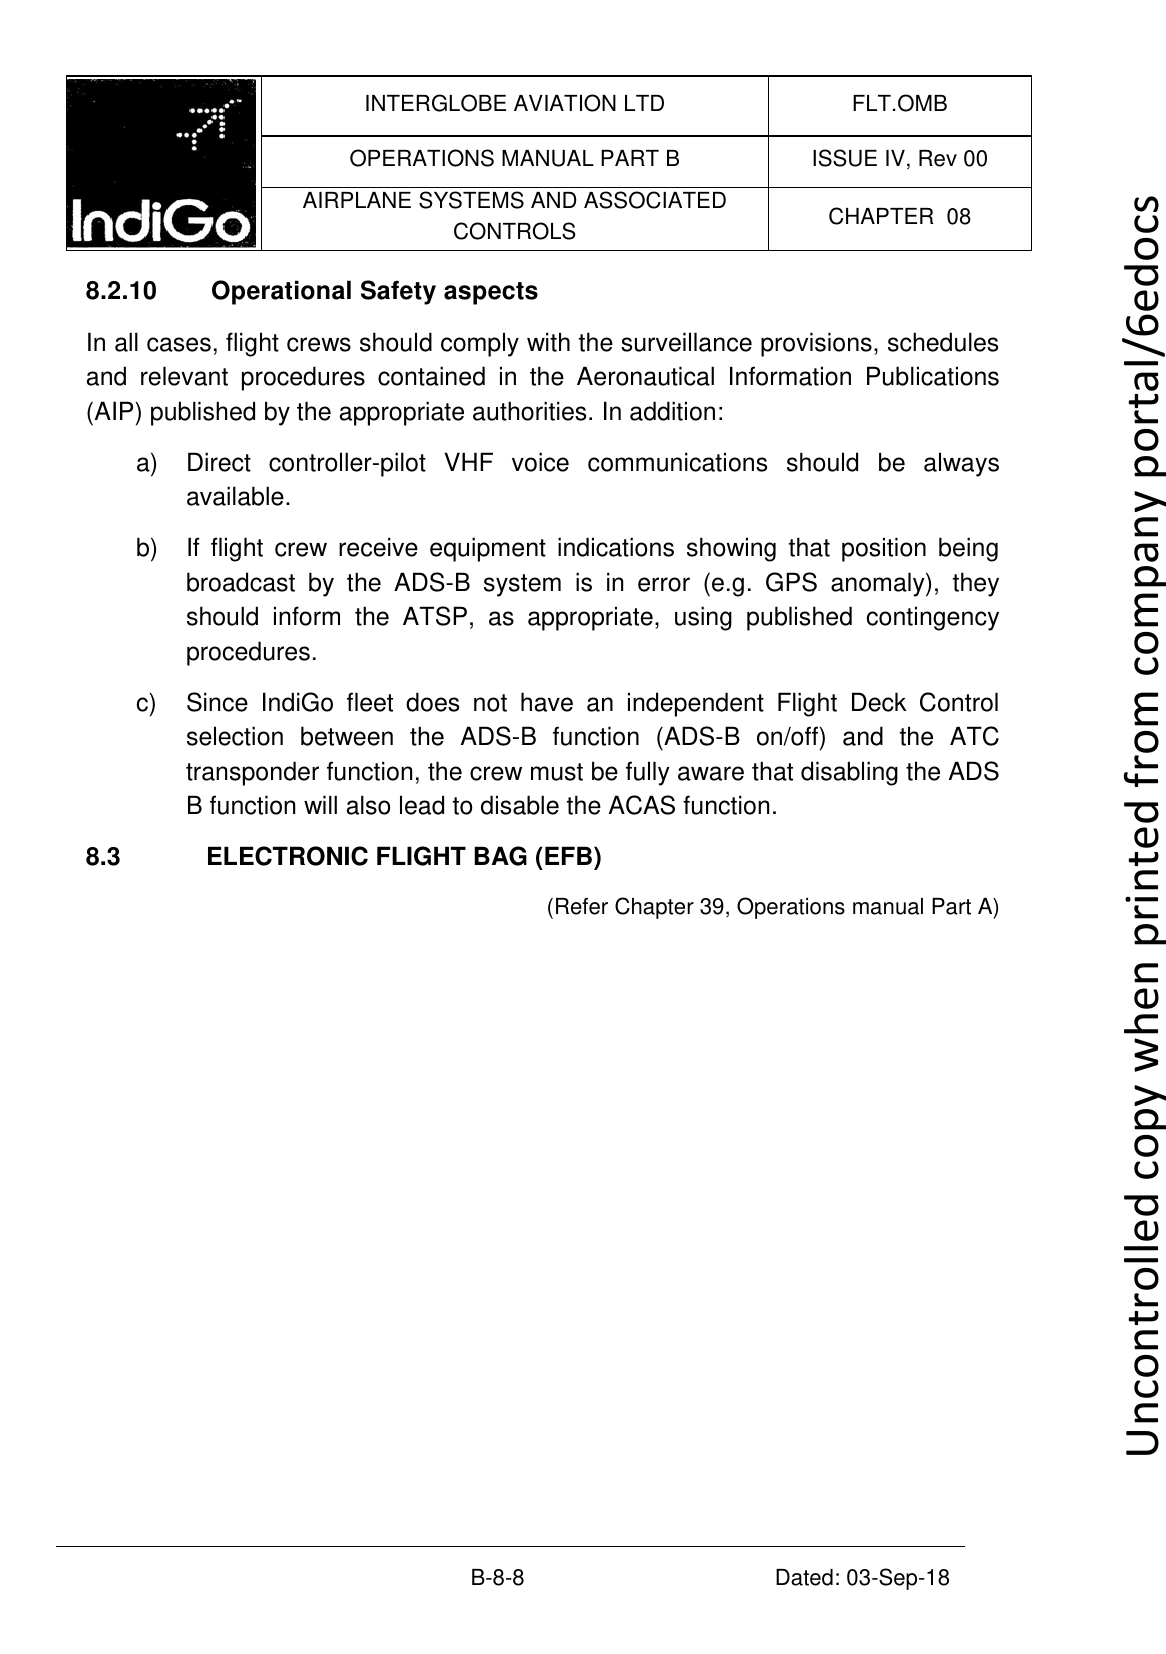 IndiGo
INTERGLOBE AVIATION LTD
FLT.OMB
OPERATIONS MANUAL PART B
ISSUE IV, Rev 00
AIRPLANE SYSTEMS AND ASSOCIATED
CONTROLS
CHAPTER 08
8.2.10 Operational Safety aspects
In all cases, flight crews should comply with the surveillance provisions, schedules
and relevant procedures contained in the Aeronautical Information Publications
(AIP) published by the appropriate authorities. In addition:
a) Direct controller-pilot VHF voice communications should be always
available.
b) If flight crew receive equipment indications showing that position being
broadcast by the ADS-B system is in error (e.g. GPS anomaly), they
should inform the ATSP, as appropriate, using published contingency
procedures.
c) Since IndiGo fleet does not have an independent Flight Deck Control
selection between the ADS-B function (ADS-B on/off) and the ATC
transponder function, the crew must be fully aware that disabling the ADS
B function will also lead to disable the ACAS function.
8.3 ELECTRONIC FLIGHT BAG (EFB)
(Refer Chapter 39, Operations manual Part A)
B-8-8
Dated: 03-Sep-18
Uncontrolled copy when printed from company portal/6edocs